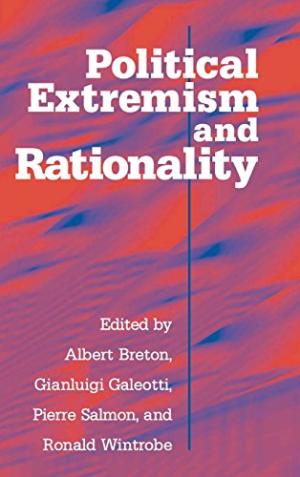 Political
Extremism
and
Rationality
Edited by
Albert Breton,
Gianluigi Galeotti,
Pierre Salmon, and
Ronald Wintrobe